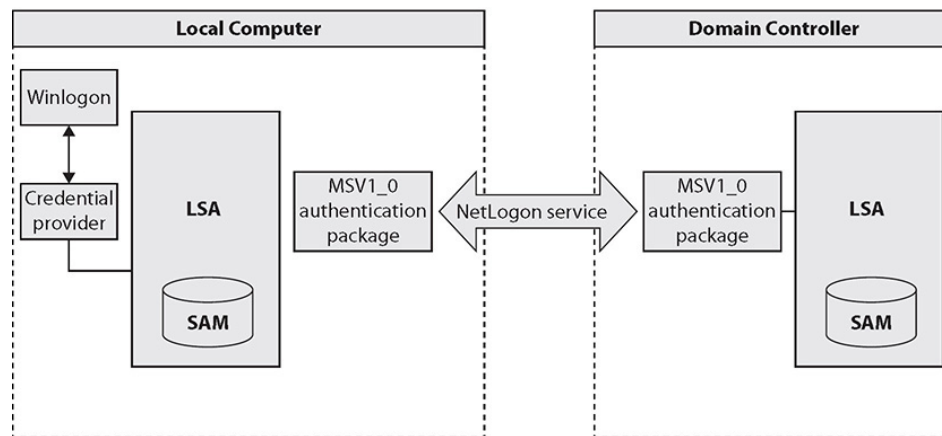 Local Computer
Domain Controller
Winlogon
Credential
provider
LSA
SAM
MSV1_0
authentication
package
NetLogon service
MSV1_0
authentication
package
LSA
SAM